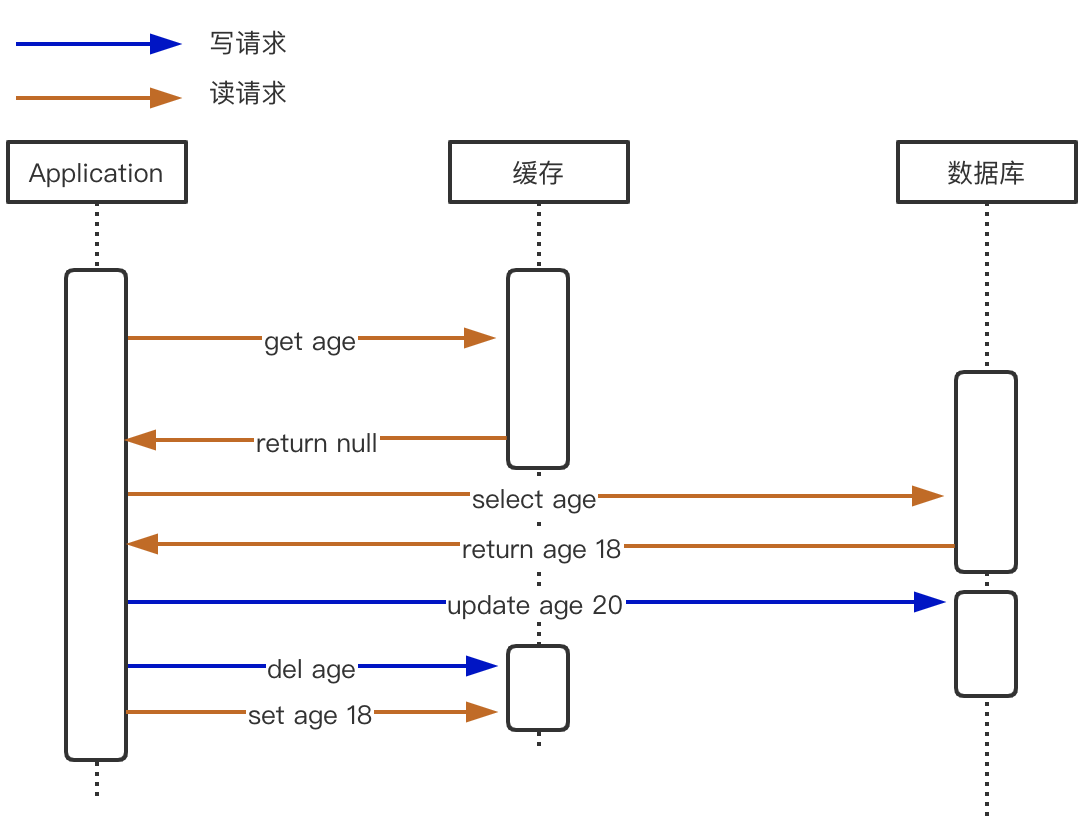 写请求
读请求
Application
缓存
数据库
get age
return null
select age
return age 18
update age 20
del age
set age 18